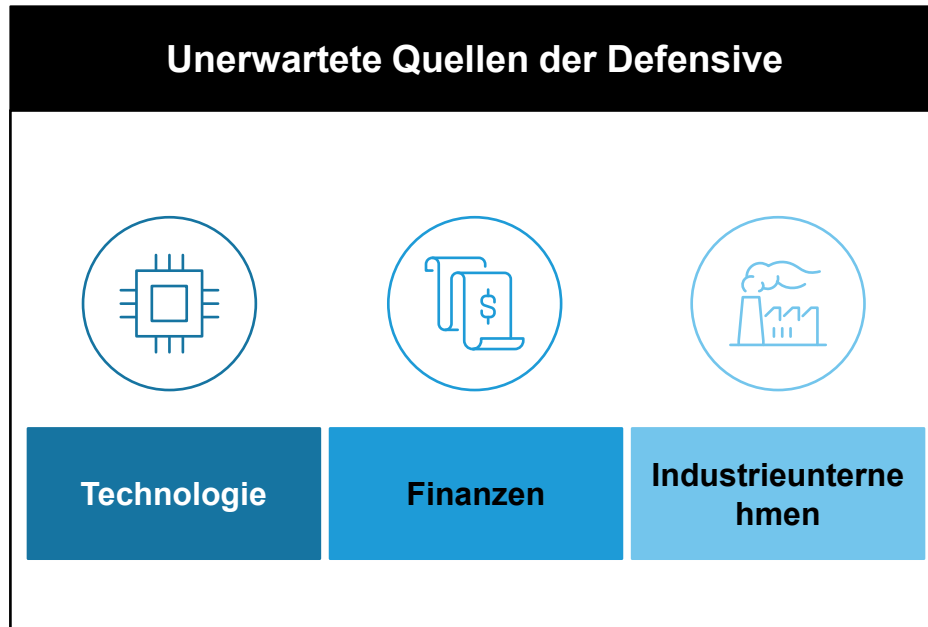 Unerwartete Quellen der Defensive
$
Technologie
Finanzen
Industrieunterne
hmen